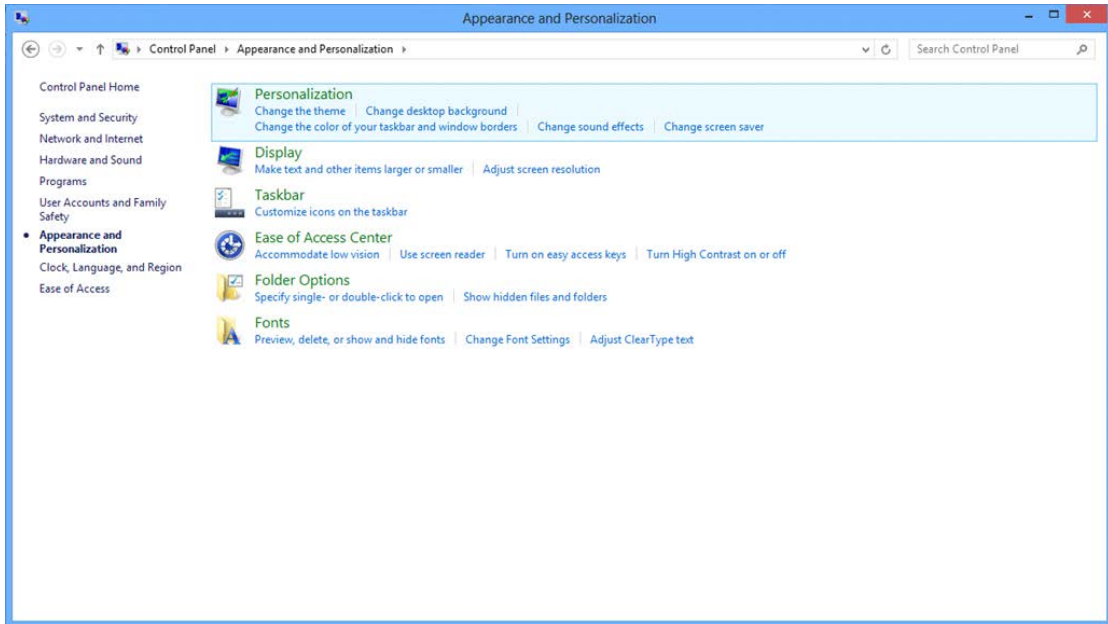 Appearance and Personalization
Control Panel Appearance and Personalization
Search Control Panel
Control Panel Home
System and Security
Network and Internet
Hardware and Sound
Programs
User Accounts and Family
Safety
Appearance and
Personalization
Clock, Language, and Region
Ease of Access
Personalization
Change the theme Change desktop background
Change the color of your taskbar and window borders Change sound effects Change screen saver
Display
Make text and other items larger or smaller Adjust screen resolution
Taskbar
Customize icons on the taskbar
Ease of Access Center
Accommodate low vision Use screen reader Turn on easy access keys Turn High Contrast on or off
Folder Options
Specify single- or double-click to open Show hidden files and folders
Fonts
Preview, delete, or show and hide fonts Change Font Settings Adjust ClearType text